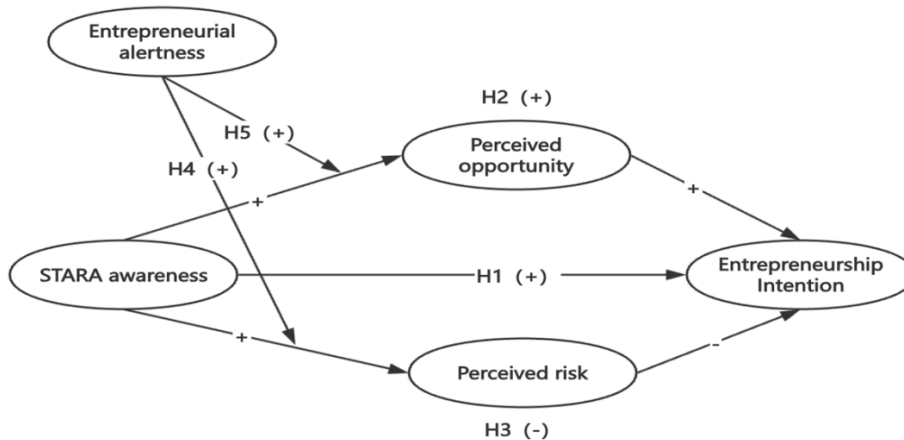 Entrepreneurial
alertness
H2 (+)
H5 (+)
Perceived
opportunity
H4 (+)
+
+
STARA awareness
H1 (+)
Entrepreneurship
Intention
+
-
Perceived risk
H3 (-)